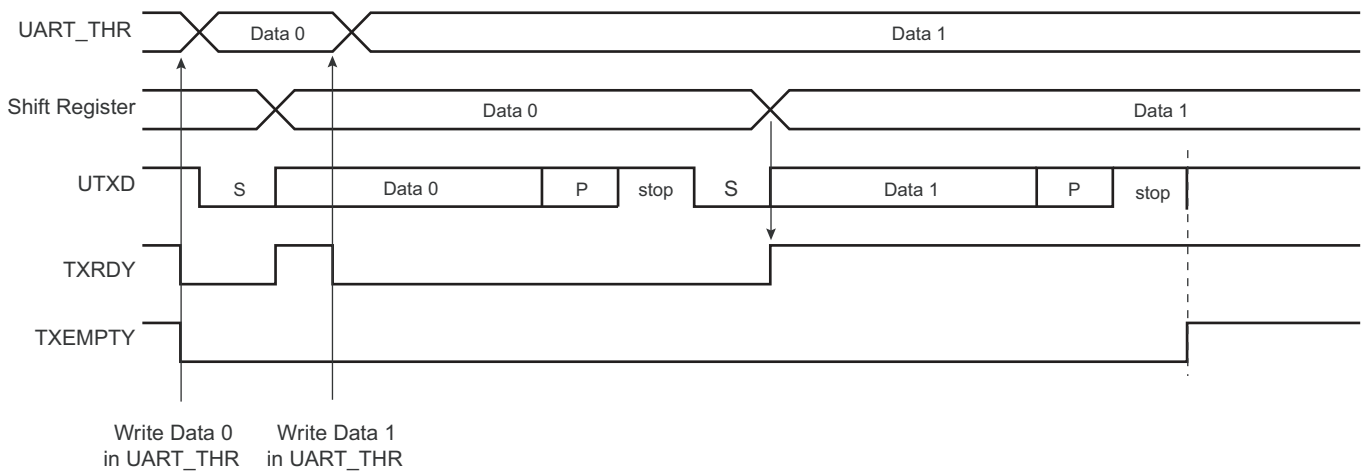 UART_THR
Data 0
Data 1
Shift Register
Data 0
Data 1
UTXD
S
Data 0
P
stop
S
Data 1
P
stop
TXRDY
TXEMPTY
Write Data 0
in UART_THR
Write Data 1
in UART_THR